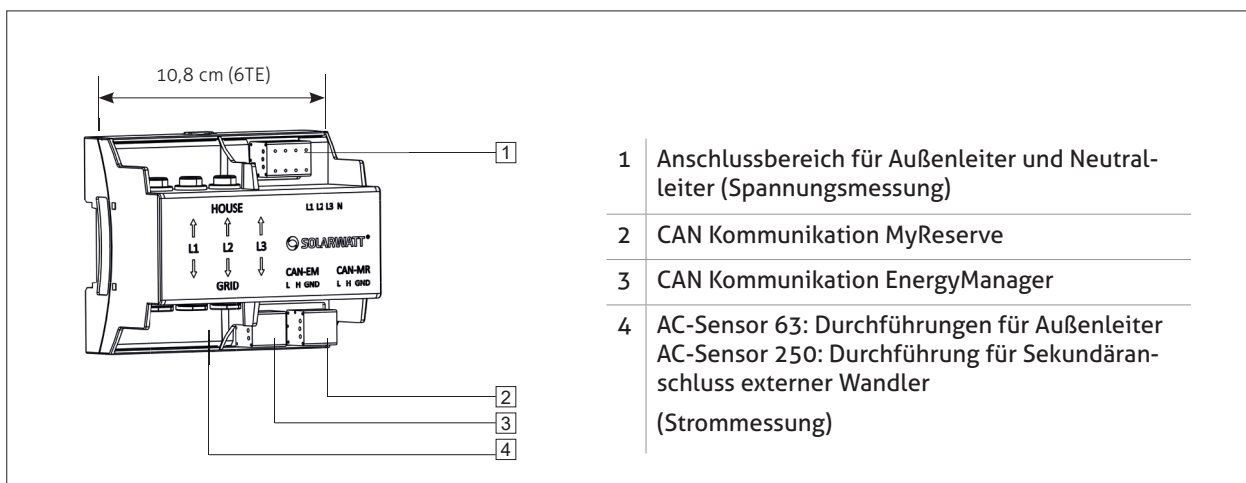 10,8 cm (6TE)
HOUSE
L1 L2 L3 N
L1 L2 L3
SOLARWATT®
CAN-EM CAN-MR
L H GND L H GND
GRID
1
2
3
4
1 Anschlussbereich für Außenleiter und Neutral-
leiter (Spannungsmessung)
2 CAN Kommunikation MyReserve
3 CAN Kommunikation EnergyManager
4 AC-Sensor 63: Durchführungen für Außenleiter
AC-Sensor 250: Durchführung für Sekundäran-
schluss externer Wandler
(Strommessung)